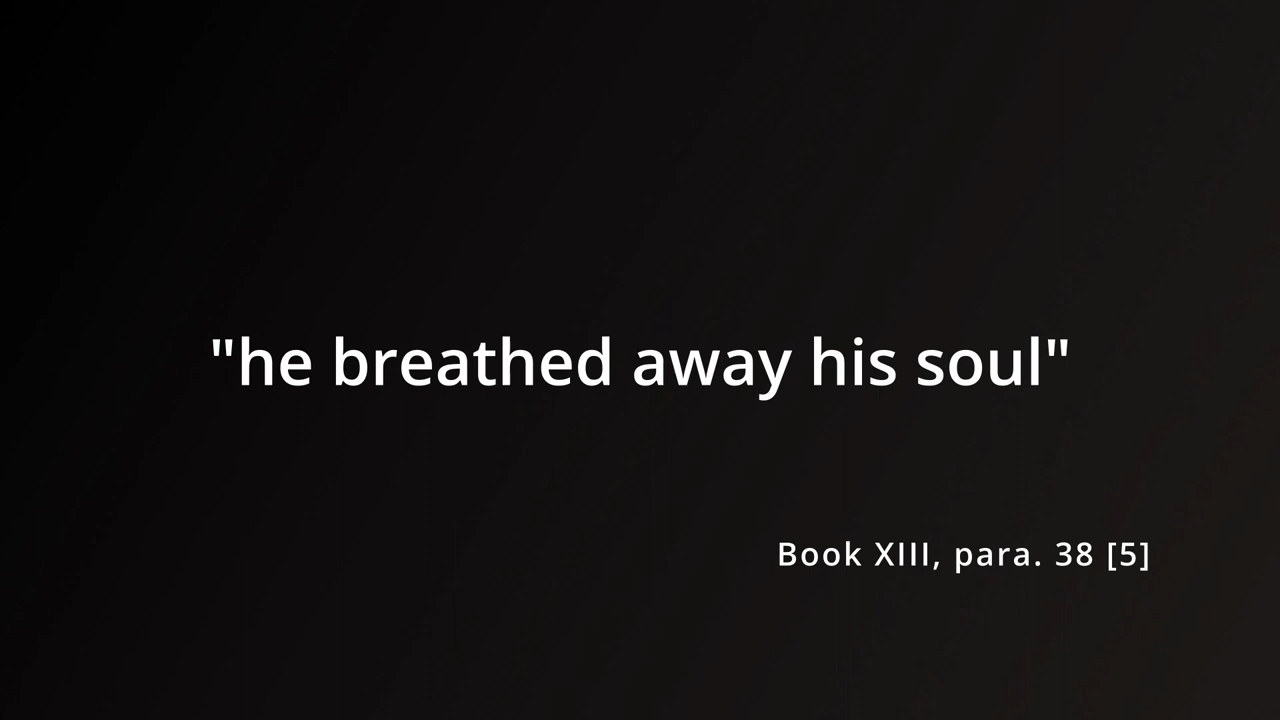 "he breathed away his soul"
Book XIII, para. 38 [5]